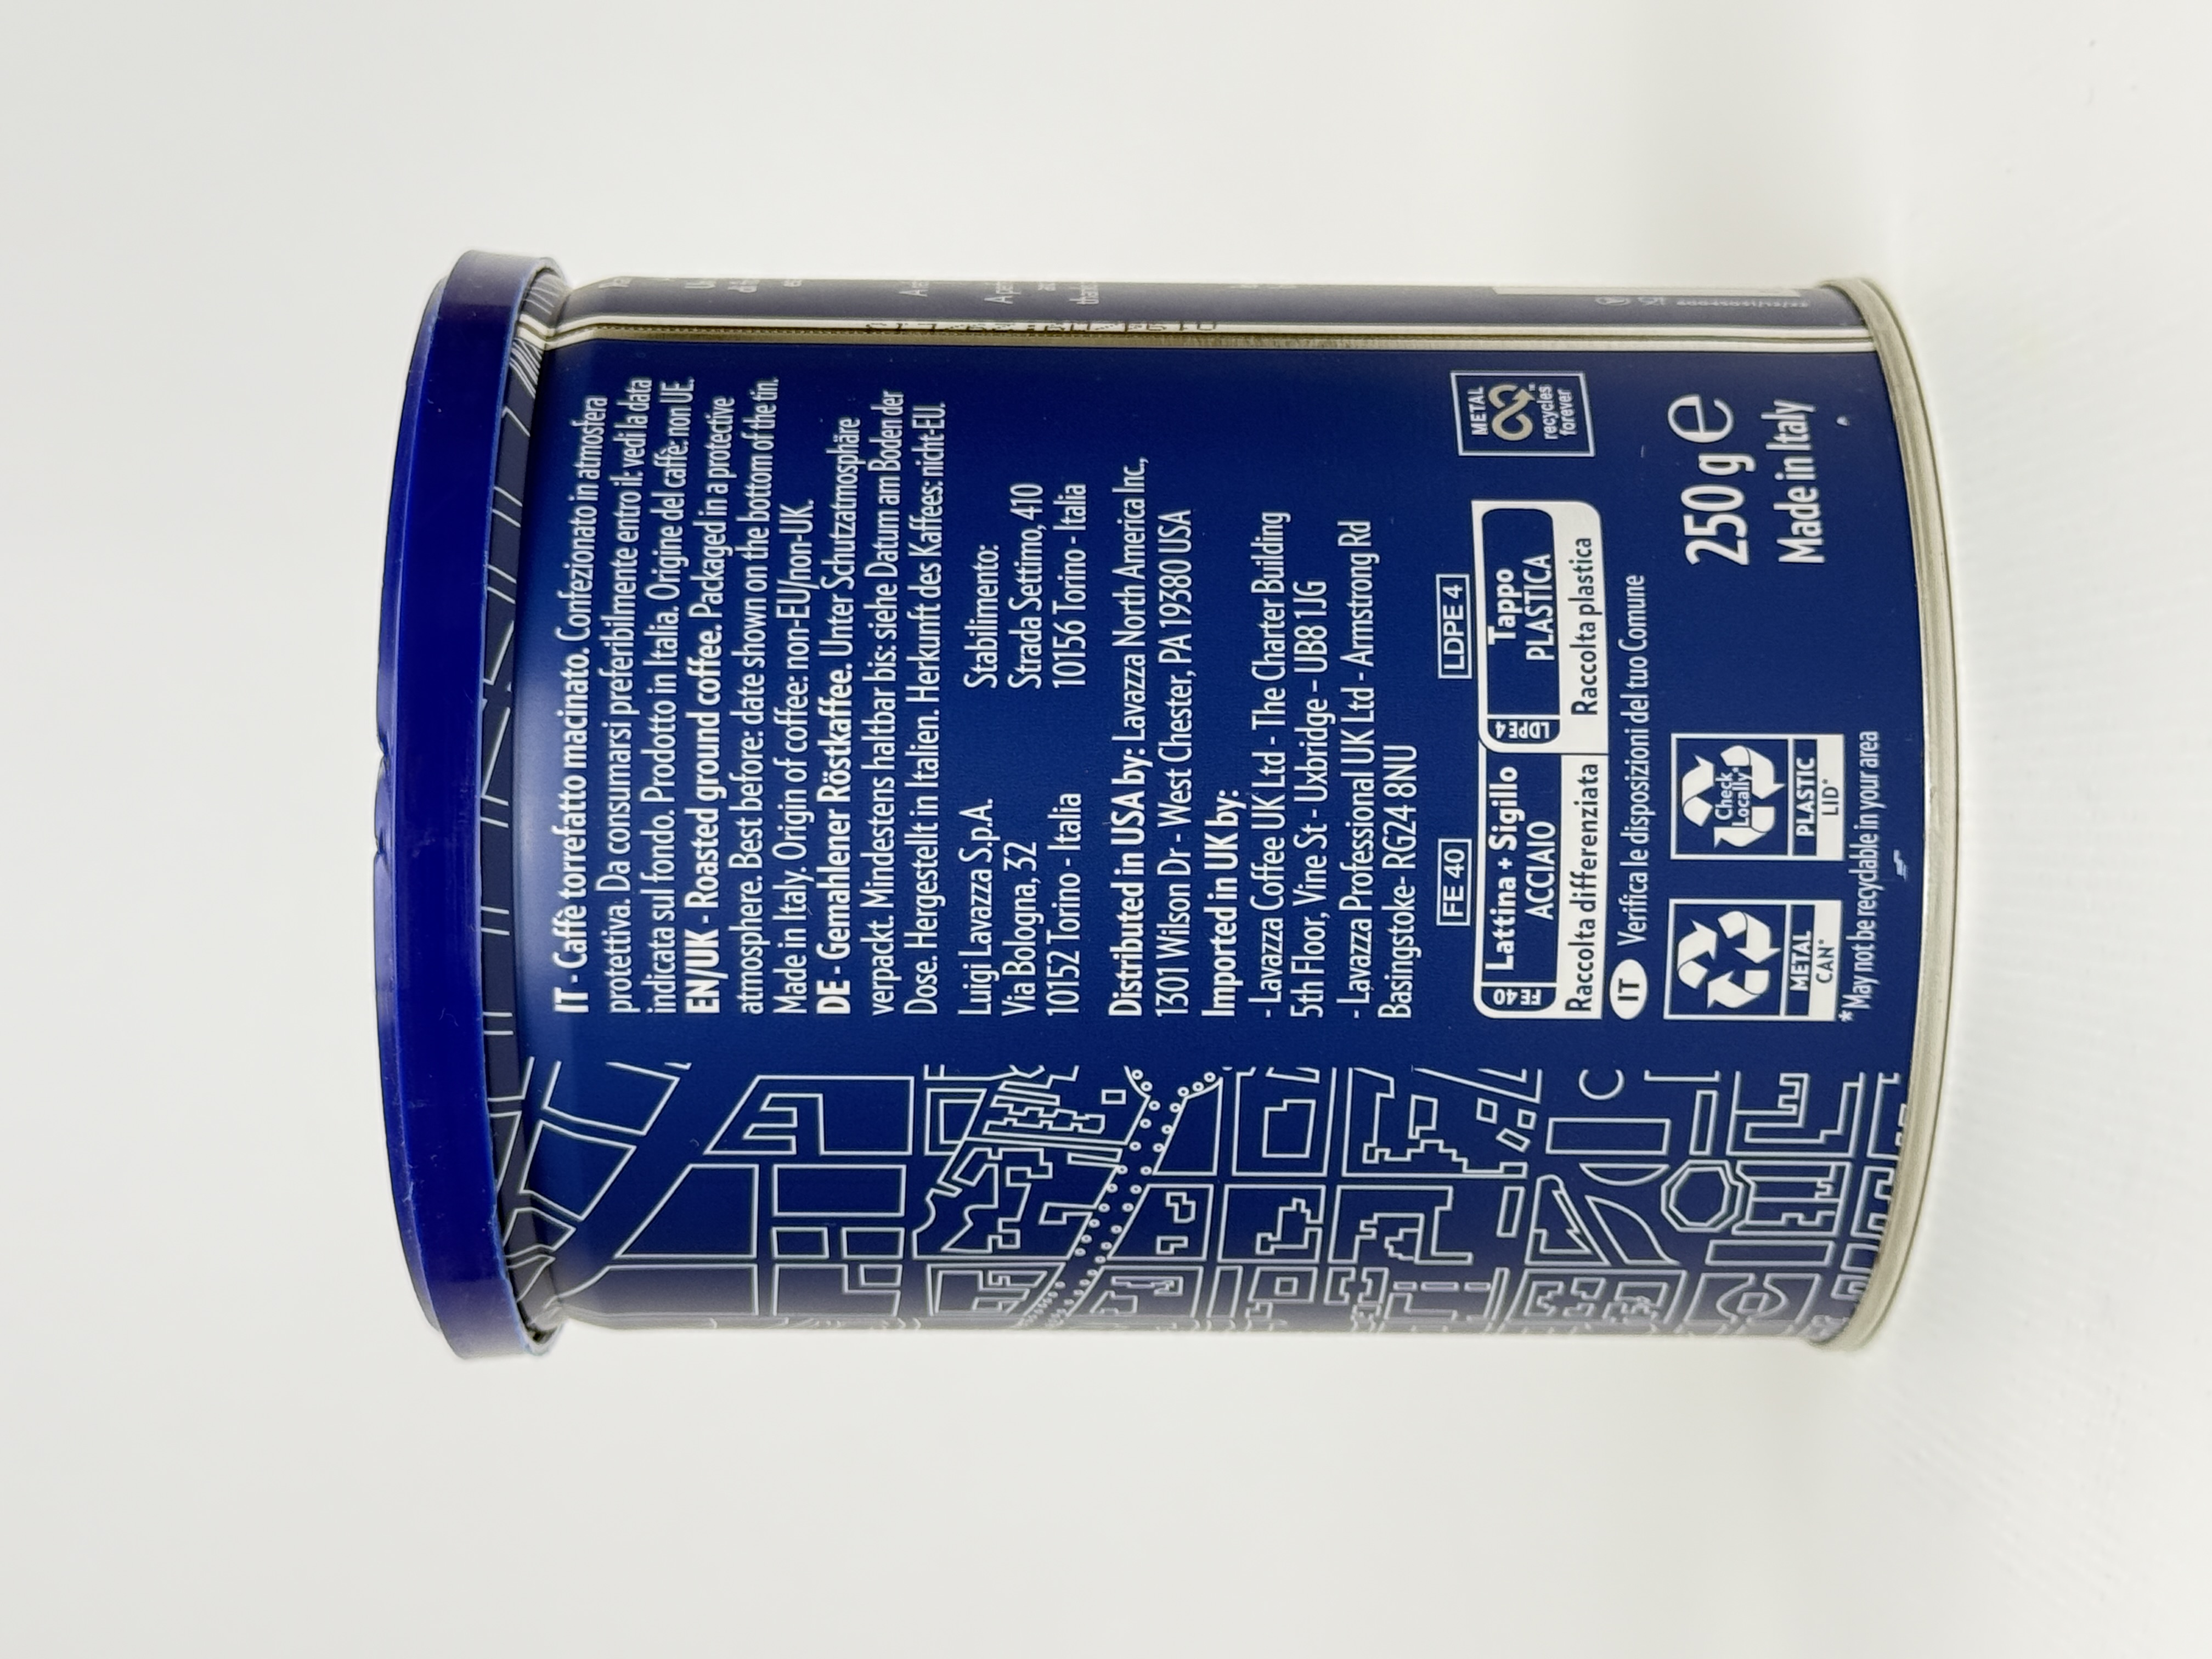 IT - Caffè torrefatto macinato. Confezionato in atmosfera
protettiva. Da consumarsi preferibilmente entro il: vedi la data
indicata sul fondo. Prodotto in Italia. Origine del caffè: non UE.
EN/UK - Roasted ground coffee. Packaged in a protective
atmosphere. Best before: date shown on the bottom of the tin.
Made in Italy. Origin of coffee: non-EU/non-UK.
DE - Gemahlener Röstkaffee. Unter Schutzatmosphäre
verpackt. Mindestens haltbar bis: siehe Datum am Boden der
Dose. Hergestellt in Italien. Herkunft des Kaffees: nicht-EU.
Luigi Lavazza S.p.A.
Via Bologna, 32
10152 Torino - Italia
Stabilimento:
Strada Settimo, 410
10156 Torino - Italia
Distributed in USA by: Lavazza North America Inc.,
1301 Wilson Dr - West Chester, PA 19380 USA
Imported in UK by:
- Lavazza Coffee UK Ltd - The Charter Building
5th Floor, Vine St - Uxbridge – UB8 1JG
- Lavazza Professional UK Ltd - Armstrong Rd
Basingstoke- RG24 8NU
FE 40
LDPE 4
METAL
recycles
forever
FE 40
Lattina + Sigillo
ACCIAIO
Raccolta differenziata
LDPE 4
Tappo
PLASTICA
Raccolta plastica
IT Verifica le disposizioni del tuo Comune
METAL
CAN*
Check
Locally*
PLASTIC
LID*
*May not be recyclable in your area
250 g e
Made in Italy